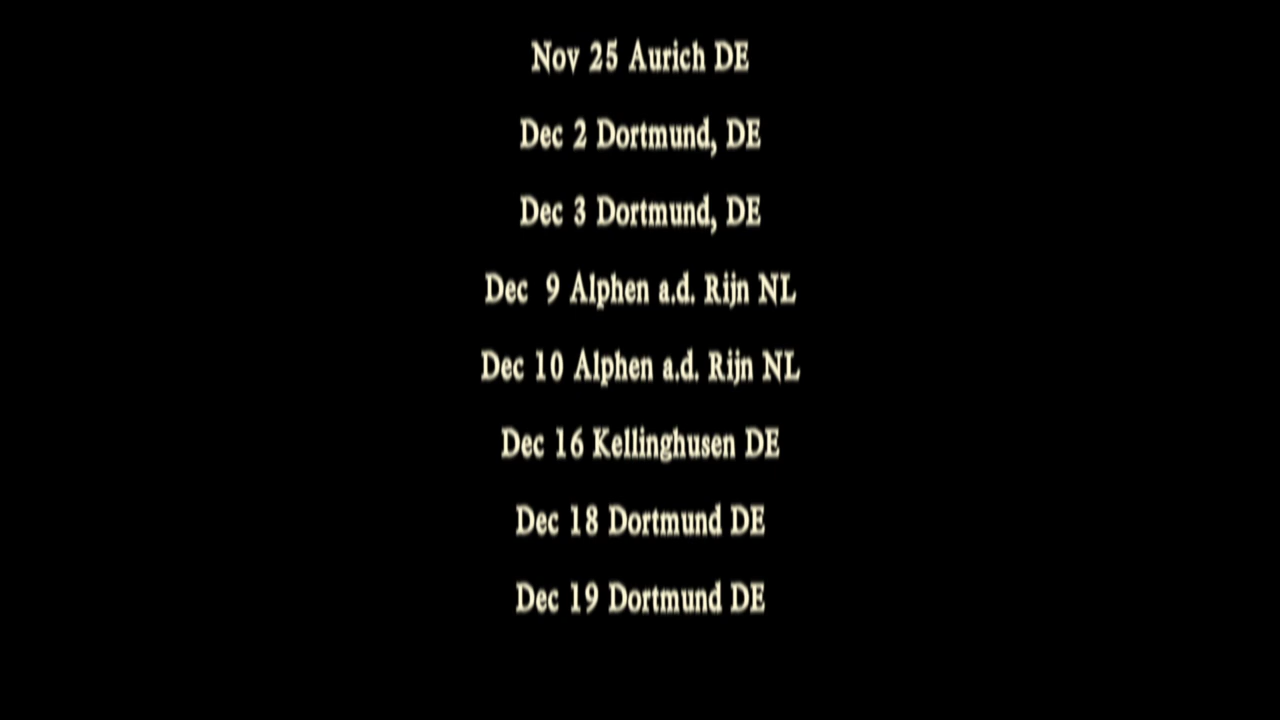 Nov 25 Aurich DE
Dec 2 Dortmund, DE
Dec 3 Dortmund, DE
Dec  9 Alphen a.d. Rijn NL
Dec 10 Alphen a.d. Rijn NL
Dec 16 Kellinghusen DE
Dec 18 Dortmund DE
Dec 19 Dortmund DE